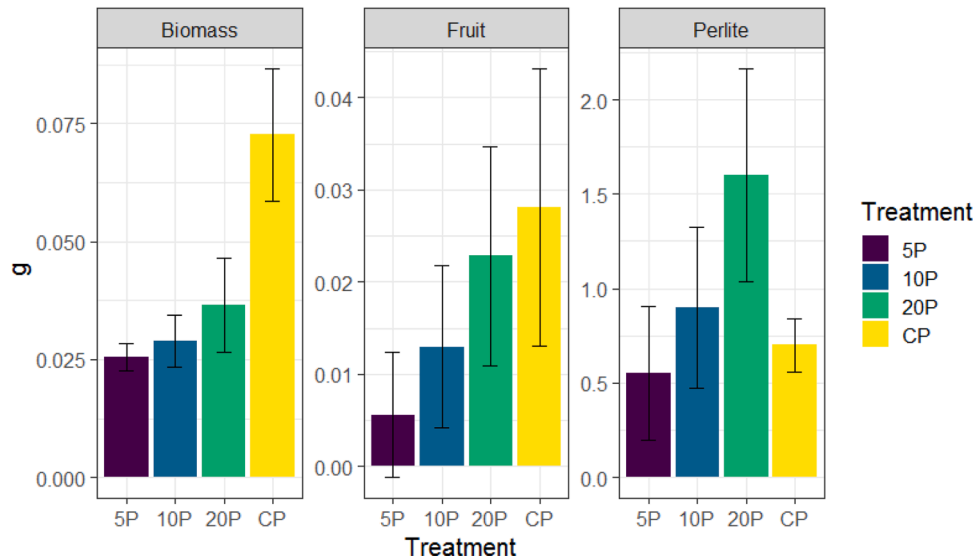 Biomass
Fruit
Perlite
g
0.075
0.050
0.025
0.000
0.04
0.03
0.02
0.01
0.00
2.0
1.5
1.0
0.5
0.0
5P 10P 20P CP
5P 10P 20P CP
5P 10P 20P CP
Treatment
Treatment
5P
10P
20P
CP